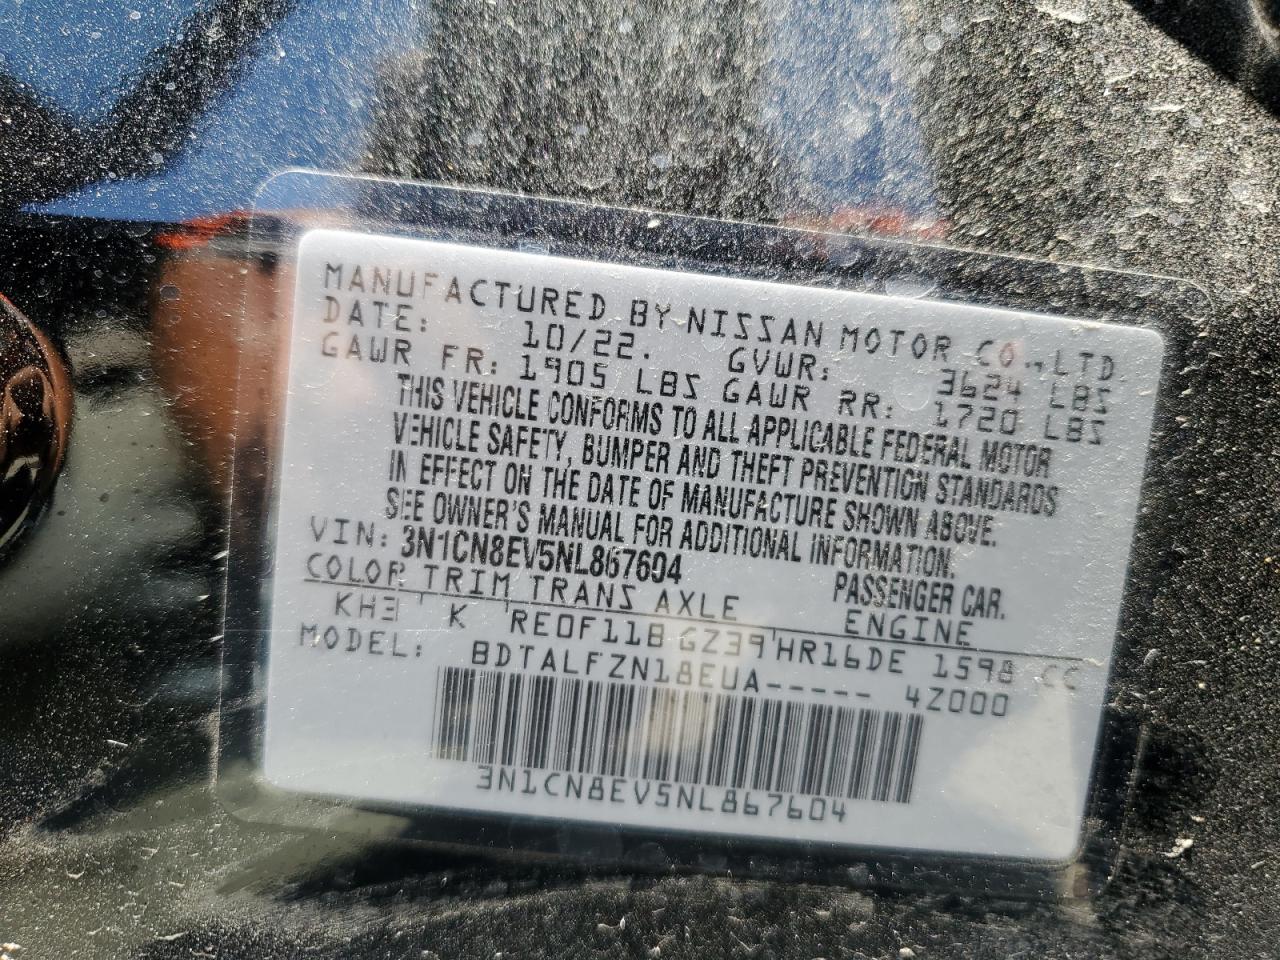 MANUFACTURED BY NISSAN MOTOR CO.,LTD
DATE: 10/22. GVWR: 3624 LBS
GAWR FR: 1905 LBS GAWR RR: 1720 LBS
THIS VEHICLE CONFORMS TO ALL APPLICABLE FEDERAL MOTOR
VEHICLE SAFETY, BUMPER AND THEFT PREVENTION STANDARDS
IN EFFECT ON THE DATE OF MANUFACTURE SHOWN ABOVE.
SEE OWNER'S MANUAL FOR ADDITIONAL INFORMATION.
VIN: 3N1CN8EV5NL867604 PASSENGER CAR.
COLOR TRIM TRANS AXLE ENGINE
KH3 K RE0F11B GZ39 HR16DE 1598 CC
MODEL: BDTALFZN18EUA----- 4Z000
3N1CN8EV5NL867604